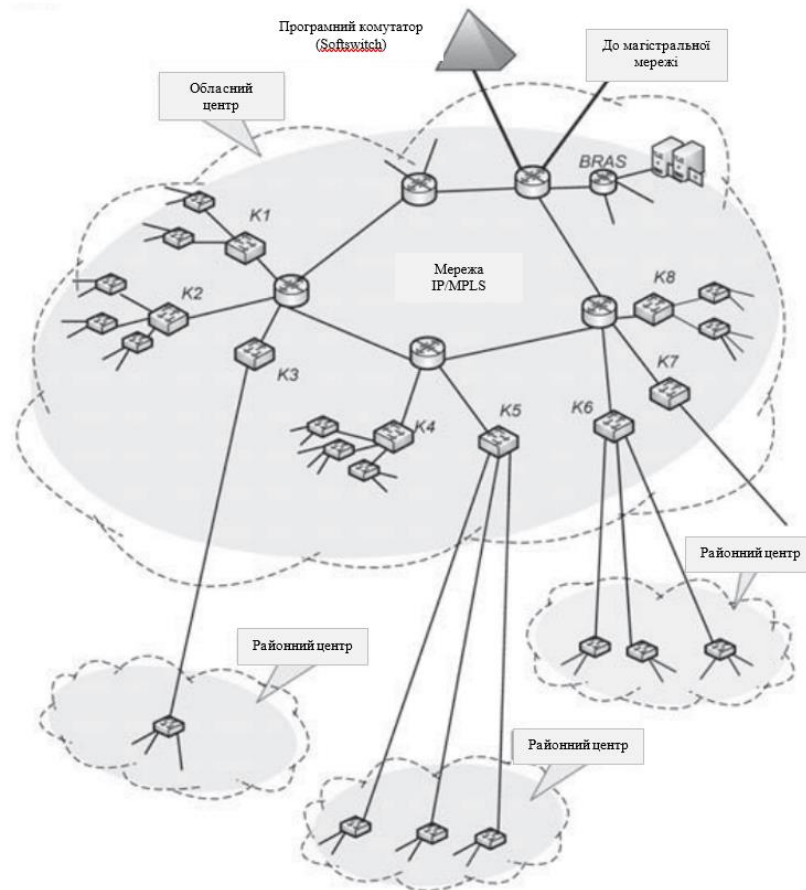 Програмний комутатор
(Softswitch)
До магістральної
мережі
Обласний
центр
BRAS
K1
K2
Мережа
IP/MPLS
K8
K3
K7
K4
K5
K6
Районний центр
Районний центр
Районний центр